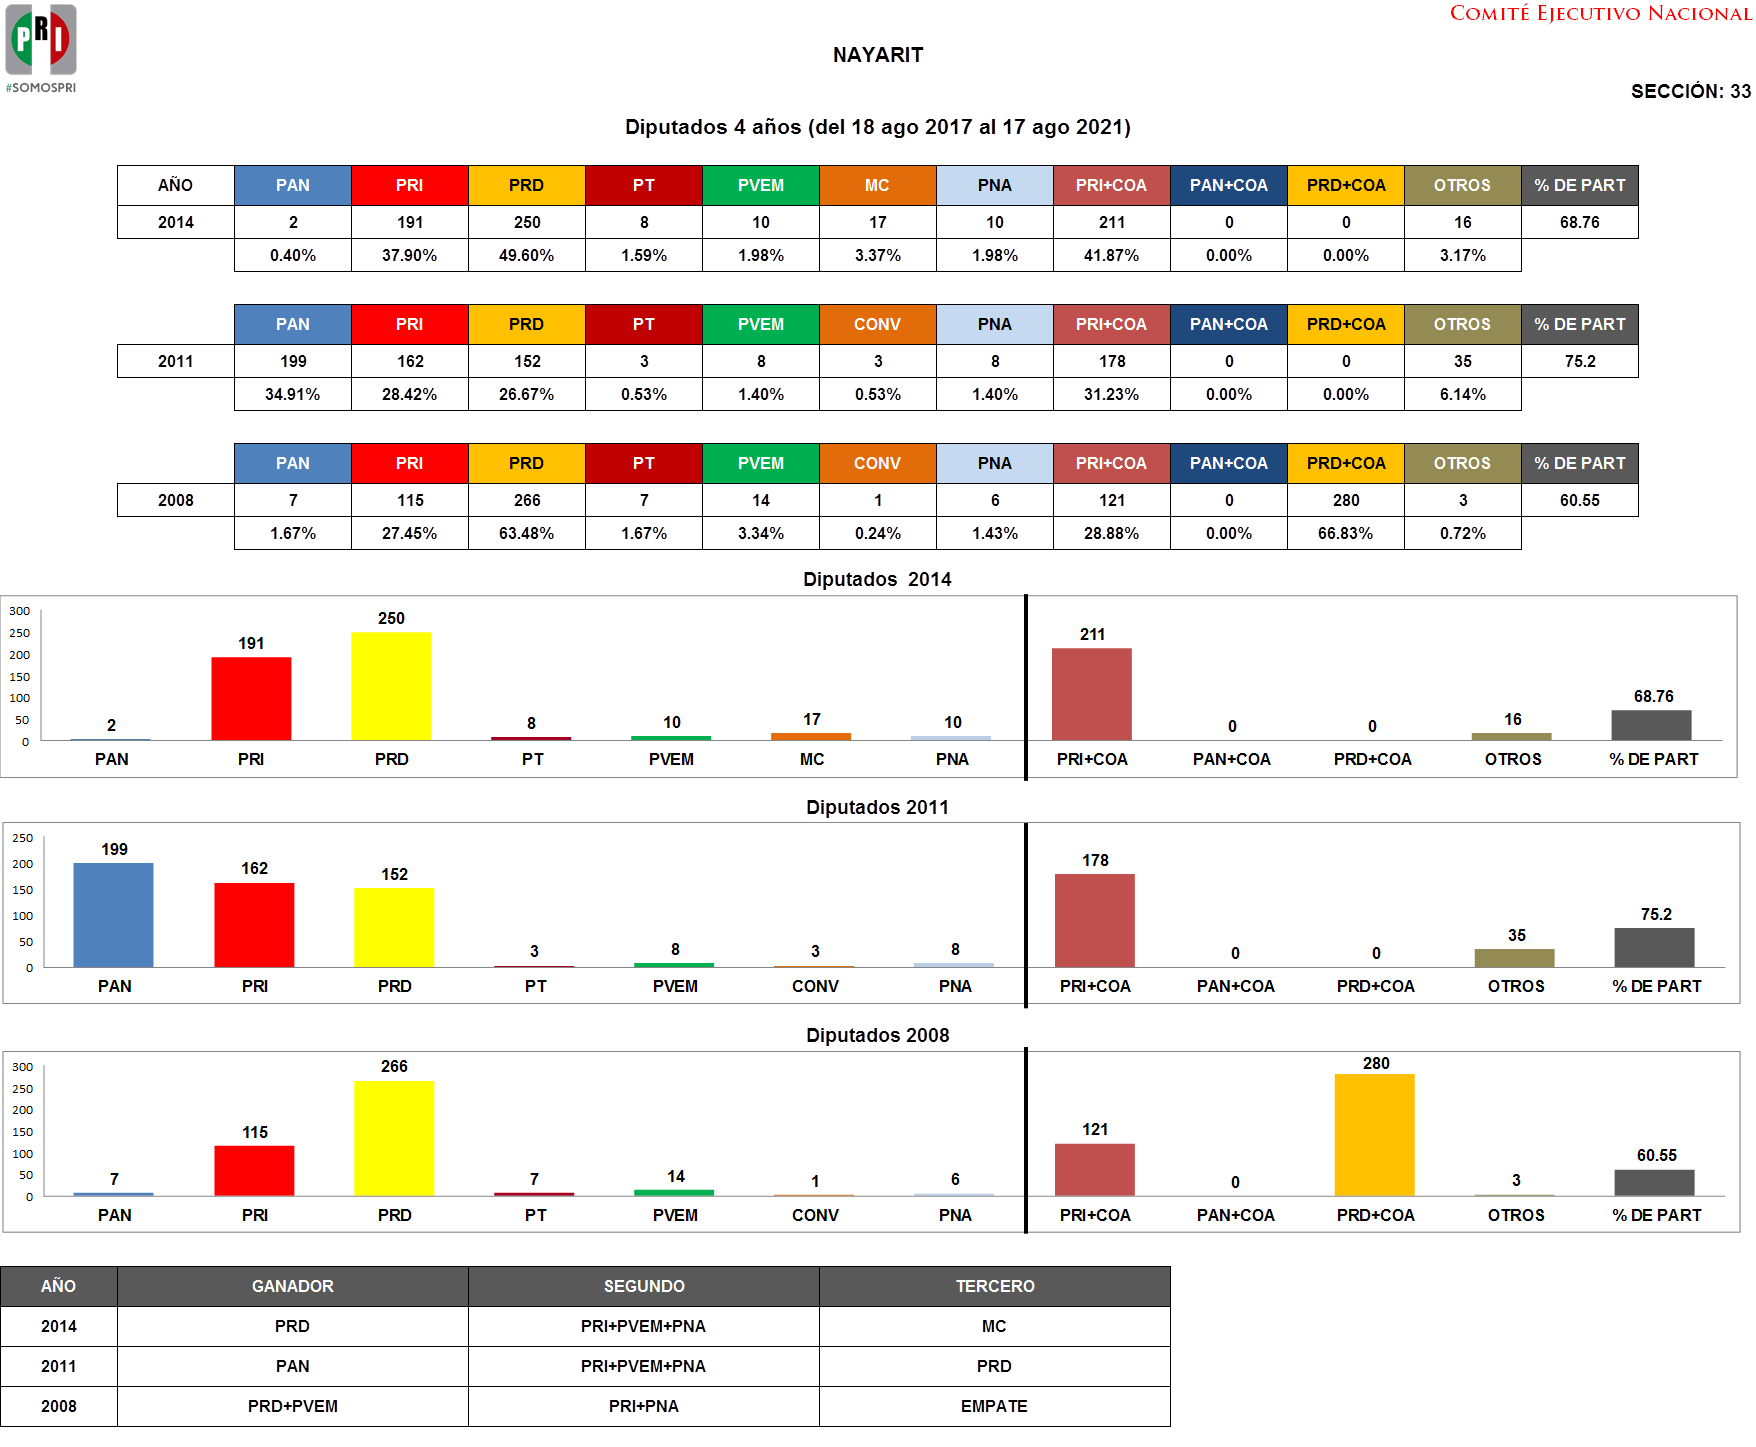 PRI
#SOMOSPRI
COMITÉ EJECUTIVO NACIONAL
NAYARIT
SECCIÓN: 33
Diputados 4 años (del 18 ago 2017 al 17 ago 2021)
AÑO PAN PRI PRD PT PVEM MC PNA PRI+COA PAN+COA PRD+COA OTROS % DE PART
2014 2 191 250 8 10 17 10 211 0 0 16 68.76
0.40% 37.90% 49.60% 1.59% 1.98% 3.37% 1.98% 41.87% 0.00% 0.00% 3.17%
PAN PRI PRD PT PVEM CONV PNA PRI+COA PAN+COA PRD+COA OTROS % DE PART
2011 199 162 152 3 8 3 8 178 0 0 35 75.2
34.91% 28.42% 26.67% 0.53% 1.40% 0.53% 1.40% 31.23% 0.00% 0.00% 6.14%
PAN PRI PRD PT PVEM CONV PNA PRI+COA PAN+COA PRD+COA OTROS % DE PART
2008 7 115 266 7 14 1 6 121 0 280 3 60.55
1.67% 27.45% 63.48% 1.67% 3.34% 0.24% 1.43% 28.88% 0.00% 66.83% 0.72%
Diputados 2014
300
250
200
150
100
50
0
2 191 250 8 10 17 10 211 0 0 16 68.76
PAN PRI PRD PT PVEM MC PNA PRI+COA PAN+COA PRD+COA OTROS % DE PART
Diputados 2011
250
200
150
100
50
0
199 162 152 3 8 3 8 178 0 0 35 75.2
PAN PRI PRD PT PVEM CONV PNA PRI+COA PAN+COA PRD+COA OTROS % DE PART
Diputados 2008
300
250
200
150
100
50
0
7 115 266 7 14 1 6 121 0 280 3 60.55
PAN PRI PRD PT PVEM CONV PNA PRI+COA PAN+COA PRD+COA OTROS % DE PART
AÑO GANADOR SEGUNDO TERCERO
2014 PRD PRI+PVEM+PNA MC
2011 PAN PRI+PVEM+PNA PRD
2008 PRD+PVEM PRI+PNA EMPATE